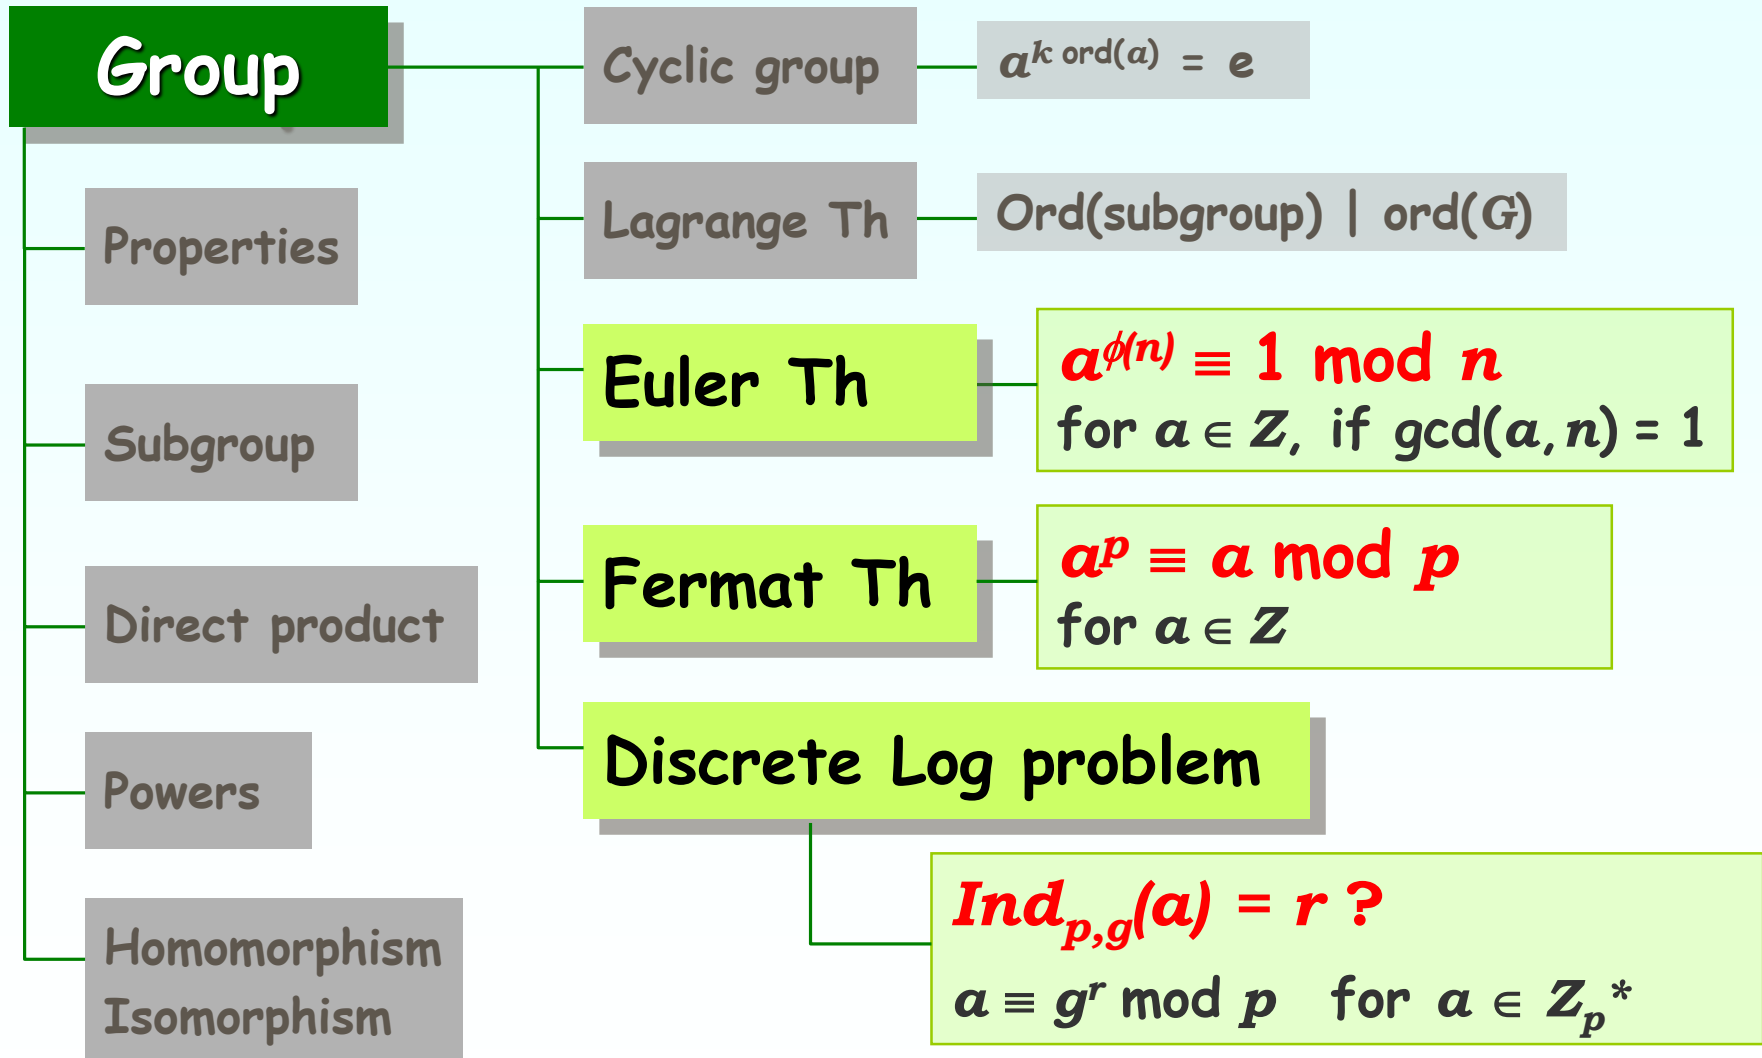 Group
Properties
Subgroup
Direct product
Powers
Homomorphism
Isomorphism
Cyclic group
a^{k ord(a)} = e
Lagrange Th
Ord(subgroup) | ord(G)
Euler Th
a^{ϕ(n)} ≡ 1 mod n
for a ∈ Z, if gcd(a, n) = 1
Fermat Th
a^p ≡ a mod p
for a ∈ Z
Discrete Log problem
Ind_{p,g}(a) = r ?
a ≡ g^r mod p for a ∈ Z_p*